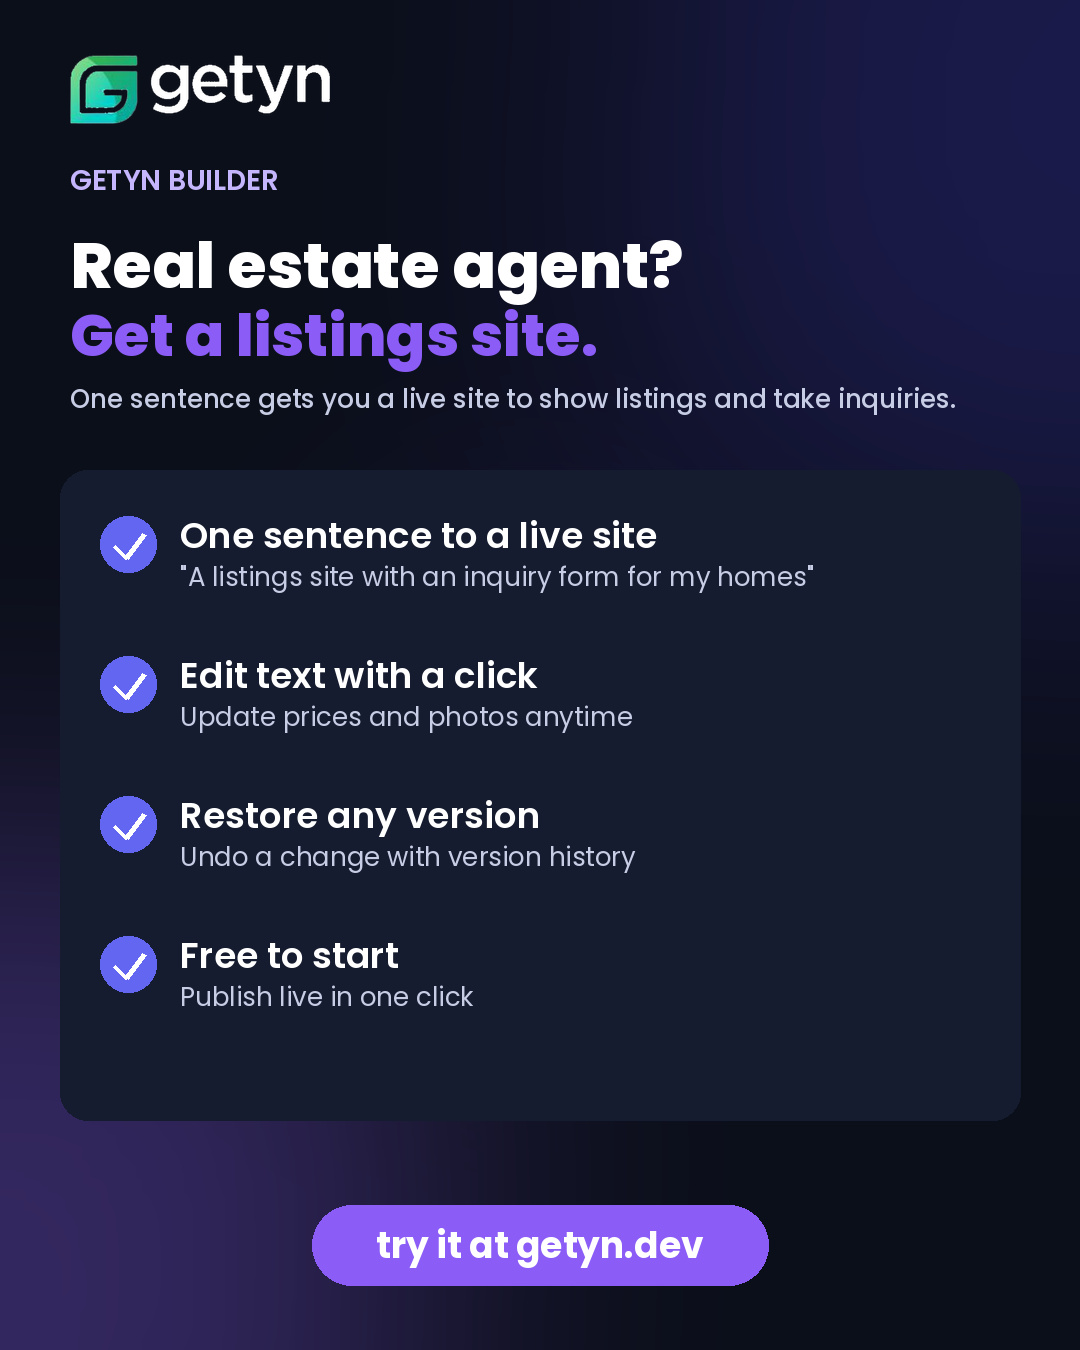 getyn
GETYN BUILDER
Real estate agent?
Get a listings site.
One sentence gets you a live site to show listings and take inquiries.
One sentence to a live site
"A listings site with an inquiry form for my homes"
Edit text with a click
Update prices and photos anytime
Restore any version
Undo a change with version history
Free to start
Publish live in one click
try it at getyn.dev